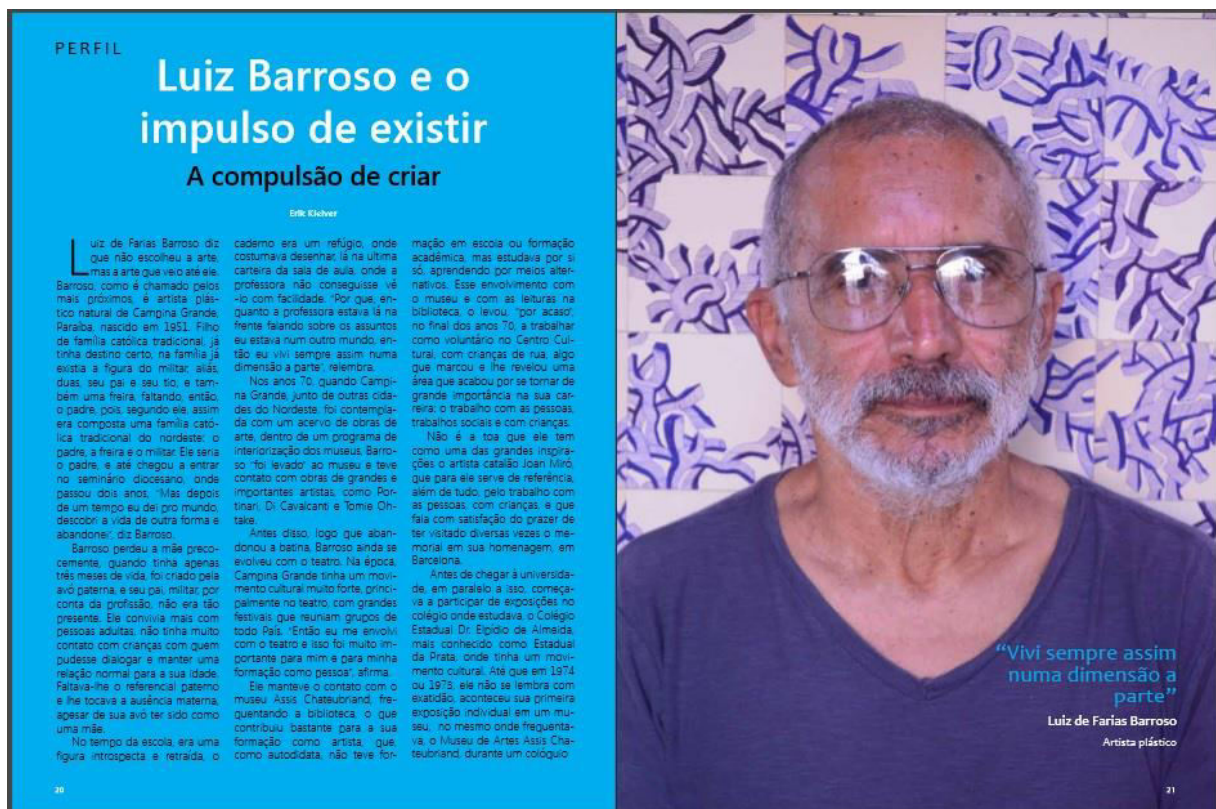 PERFIL
Luiz Barroso e o
impulso de existir
A compulsão de criar
Erik Kleiver
Luiz de Farias Barroso diz
que não escolheu a arte,
mas a arte que veio até ele.
Barroso, como é chamado pelos
mais próximos, é artista plás-
tico natural de Campina Grande,
Paraíba, nascido em 1951. Filho
de família católica tradicional, já
tinha destino certo, na família já
existia a figura do militar, aliás,
duas, seu pai e seu tio, e tam-
bém uma freira, faltando, então,
o padre, pois, segundo ele, assim
era composta uma família cató-
lica tradicional do nordeste: o
padre, a freira e o militar. Ele seria
o padre, e até chegou a entrar
no seminário diocesano, onde
passou dois anos, "Mas depois
de um tempo eu dei pro mundo,
descobri a vida de outra forma e
abandonei", diz Barroso.
Barroso perdeu a mãe preco-
cemente, quando tinha apenas
três meses de vida, foi criado pela
avó paterna, e seu pai, militar, por
conta da profissão, não era tão
presente. Ele convivia mais com
pessoas adultas, não tinha muito
contato com crianças com quem
pudesse dialogar e manter uma
relação normal para a sua idade.
Faltava-lhe o referencial paterno
e lhe tocava a ausência materna,
apesar de sua avó ter sido como
uma mãe.
No tempo da escola, era uma
figura introspecta e retraída, o
caderno era um refúgio, onde
costumava desenhar, lá na ultima
carteira da sala de aula, onde a
professora não conseguisse vê
-lo com facilidade. "Por que, en-
quanto a professora estava lá na
frente falando sobre os assuntos
eu estava num outro mundo, en-
tão eu vivi sempre assim numa
dimensão a parte", relembra.
Nos anos 70, quando Campi-
na Grande, junto de outras cida-
des do Nordeste, foi contempla-
da com um acervo de obras de
arte, dentro de um programa de
interiorização dos museus, Barro-
so "foi levado" ao museu e teve
contato com obras de grandes e
importantes artistas, como Por-
tinari, Di Cavalcanti e Tomie Oh-
take.
Antes disso, logo que aban-
donou a batina, Barroso ainda se
evolveu com o teatro. Na época,
Campina Grande tinha um movi-
mento cultural muito forte, princi-
palmente no teatro, com grandes
festivais que reuniam grupos de
todo País. "Então eu me envolvi
com o teatro e isso foi muito im-
portante para mim e para minha
formação como pessoa", afirma.
Ele manteve o contato com o
museu Assis Chateubriand, fre-
quentando a biblioteca, o que
contribuiu bastante para a sua
formação como artista, que,
como autodidata, não teve for-
mação em escola ou formação
acadêmica, mas estudava por si
só, aprendendo por meios alter-
nativos. Esse envolvimento com
o museu e com as leituras na
biblioteca, o levou, "por acaso",
no final dos anos 70, a trabalhar
como voluntário no Centro Cul-
tural, com crianças de rua, algo
que marcou e lhe revelou uma
área que acabou por se tornar de
grande importância na sua car-
reira; o trabalho com as pessoas,
trabalhos sociais e com crianças.
Não é a toa que ele tem
como uma das grandes inspira-
ções o artista catalão Joan Miró,
que para ele serve de referência,
além de tudo, pelo trabalho com
as pessoas, com crianças, e que
fala com satisfação do prazer de
ter visitado diversas vezes o me-
morial em sua homenagem, em
Barcelona.
Antes de chegar à universida-
de, em paralelo a isso, começa-
va a participar de exposições no
colégio onde estudava, o Colégio
Estadual Dr. Elpídio de Almeida,
mais conhecido como Estadual
da Prata, onde tinha um movi-
mento cultural. Até que em 1974
ou 1973, ele não se lembra com
exatidão, aconteceu sua primeira
exposição individual em um mu-
seu, no mesmo onde frequenta-
va, o Museu de Artes Assis Cha-
teubriand, durante um colóquio
20
"Vivi sempre assim
numa dimensão a
parte"
Luiz de Farias Barroso
Artista plástico
21